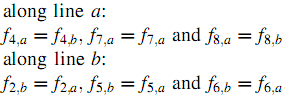 along line a:
f4,a = f4,b, f7,a = f7,a and f8,a = f8,b
along line b:
f2,b = f2,a, f5,b = f5,a and f6,b = f6,a